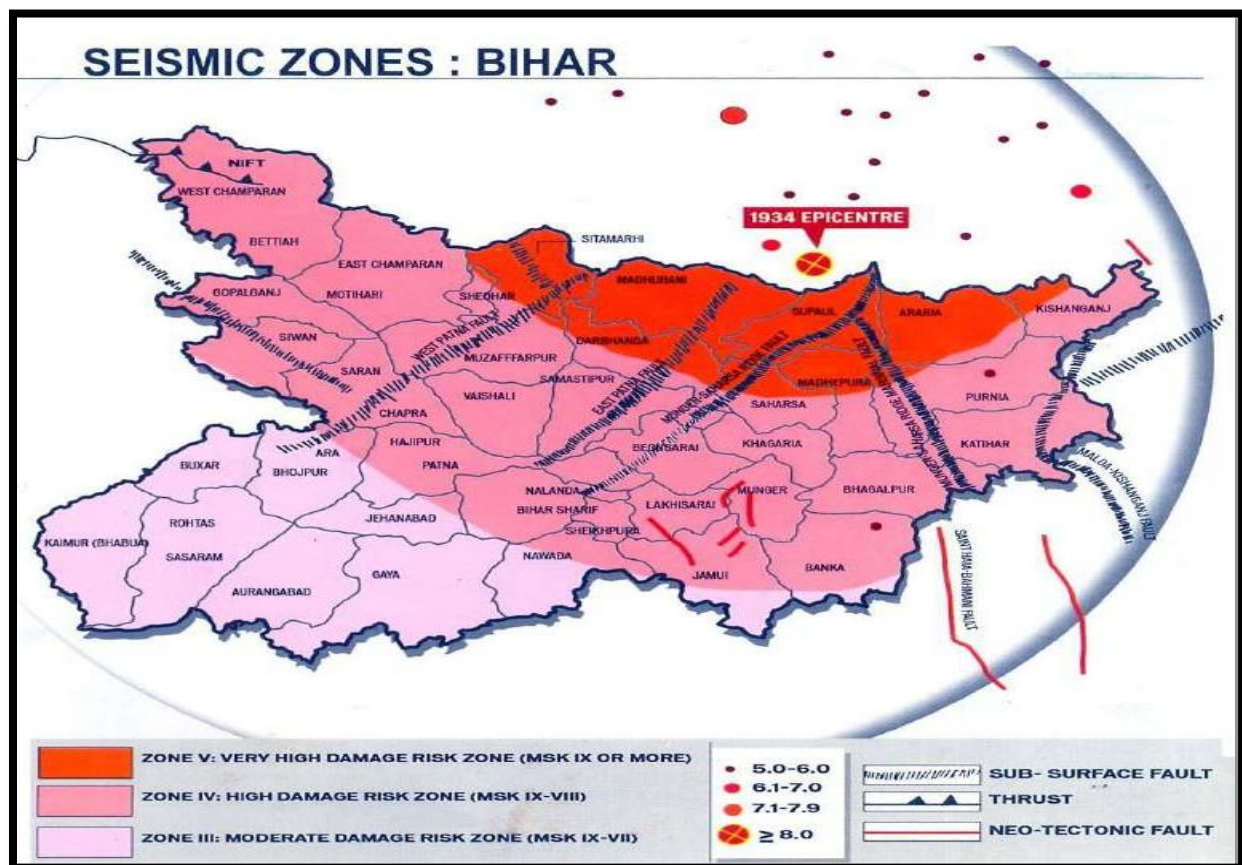 SEISMIC ZONES : BIHAR
NIFT
WEST CHAMPARAN
1934 EPICENTRE
BETTIAH
SITAMARHI
EAST CHAMPARAN
MADHUBANI
GOPALGANJ
MOTIHARI
SHEOHAR
SUPAUL
ARARIA
KISHANGANJ
SIWAN
WEST PATNA FAULT
MUZAFFFARPUR
DARBHANGA
SARAN
SAMASTIPUR
EAST PATNA FAULT
MADHEPURA
VAISHALI
SAHARSA
PURNIA
CHAPRA
HAJIPUR
BEGUSARAI
KHAGARIA
KATIHAR
ARA
BUXAR
BHOJPUR
PATNA
NALANDA
MUNGER
BHAGALPUR
MALDA-KISHANGANJ FAULT
LAKHISARAI
ROHTAS
JEHANABAD
BIHAR SHARIF
SHEIKHPURA
KAIMUR (BHABUA)
SASARAM
NAWADA
GAYA
JAMUI
BANKA
AURANGABAD
ZONE V: VERY HIGH DAMAGE RISK ZONE (MSK IX OR MORE)
ZONE IV: HIGH DAMAGE RISK ZONE (MSK IX-VIII)
ZONE III: MODERATE DAMAGE RISK ZONE (MSK IX-VII)
5.0-6.0
6.1-7.0
7.1-7.9
≥ 8.0
SUB- SURFACE FAULT
THRUST
NEO-TECTONIC FAULT